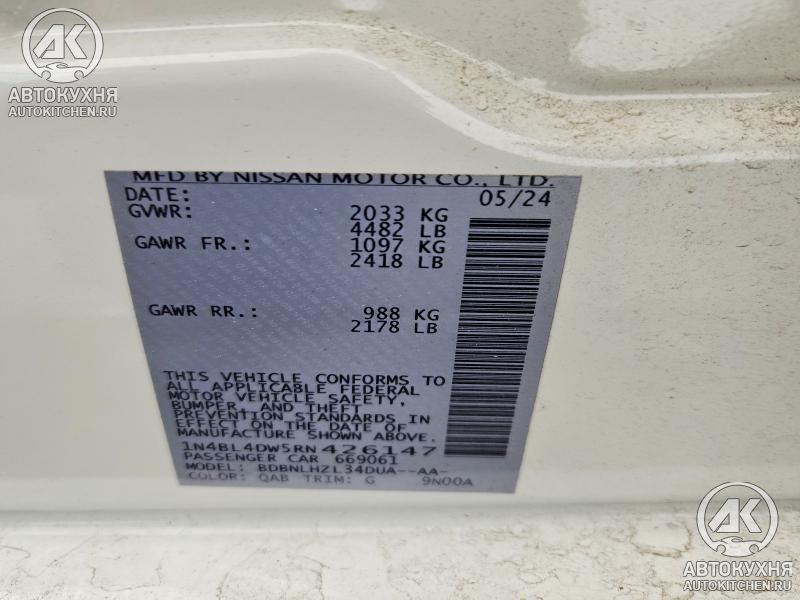 AK
АВТОКУХНЯ
AUTOKITCHEN.RU
MFD BY NISSAN MOTOR CO., LTD.
DATE: 05/24
GVWR: 2033 KG
4482 LB
GAWR FR.: 1097 KG
2418 LB
GAWR RR.: 988 KG
2178 LB
THIS VEHICLE CONFORMS TO
ALL APPLICABLE FEDERAL
MOTOR VEHICLE SAFETY,
BUMPER, AND THEFT
PREVENTION STANDARDS IN
EFFECT ON THE DATE OF
MANUFACTURE SHOWN ABOVE.
1N4BL4DW5RN426147
PASSENGER CAR 669061
MODEL: BDBNLHZL34DUA--AA-
COLOR: QAB TRIM: G 9N00A
AK
АВТОКУХНЯ
AUTOKITCHEN.RU